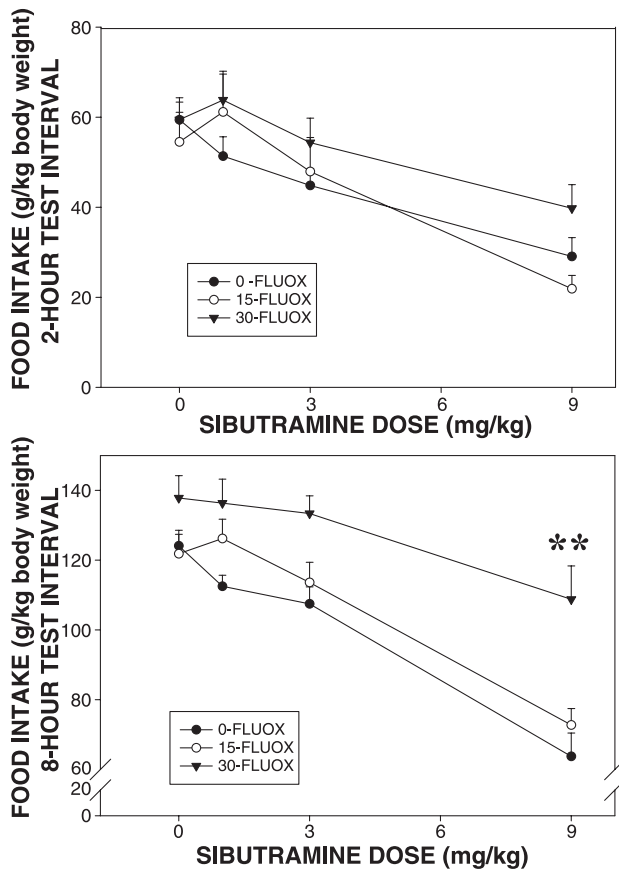 FOOD INTAKE (g/kg body weight)
2-HOUR TEST INTERVAL
80
60
40
20
0
0 -FLUOX
15-FLUOX
30-FLUOX
0 3 6 9
SIBUTRAMINE DOSE (mg/kg)
FOOD INTAKE (g/kg body weight)
8-HOUR TEST INTERVAL
140
120
100
80
60
20
0
**
0-FLUOX
15-FLUOX
30-FLUOX
0 3 6 9
SIBUTRAMINE DOSE (mg/kg)